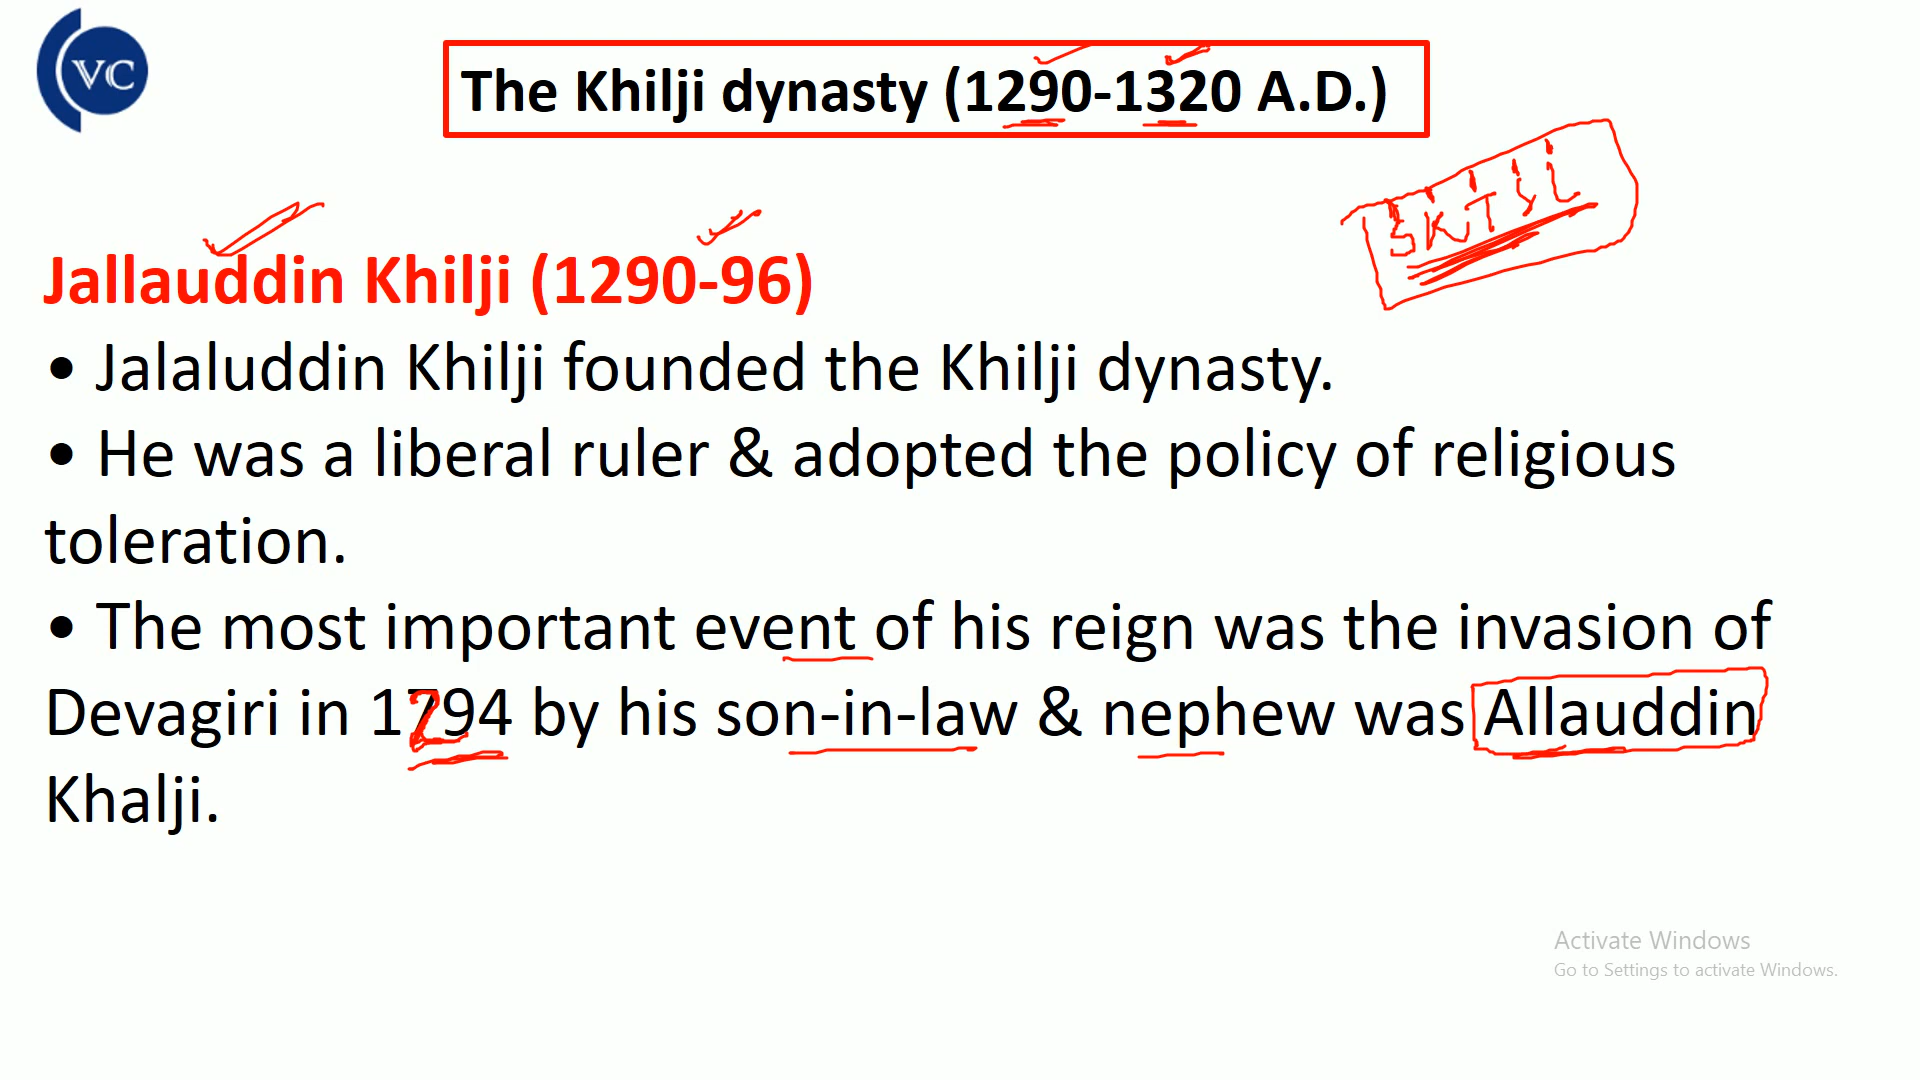 VC
The Khilji dynasty (1290-1320 A.D.)
SKTSL
Jallauddin Khilji (1290-96)
• Jalaluddin Khilji founded the Khilji dynasty.
• He was a liberal ruler & adopted the policy of religious
toleration.
• The most important event of his reign was the invasion of
Devagiri in 1294 by his son-in-law & nephew was Allauddin
Khalji.
Activate Windows
Go to Settings to activate Windows.